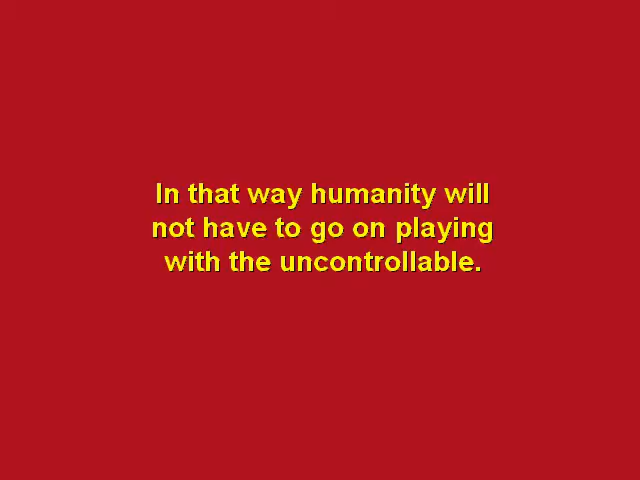 In that way humanity will
not have to go on playing
with the uncontrollable.